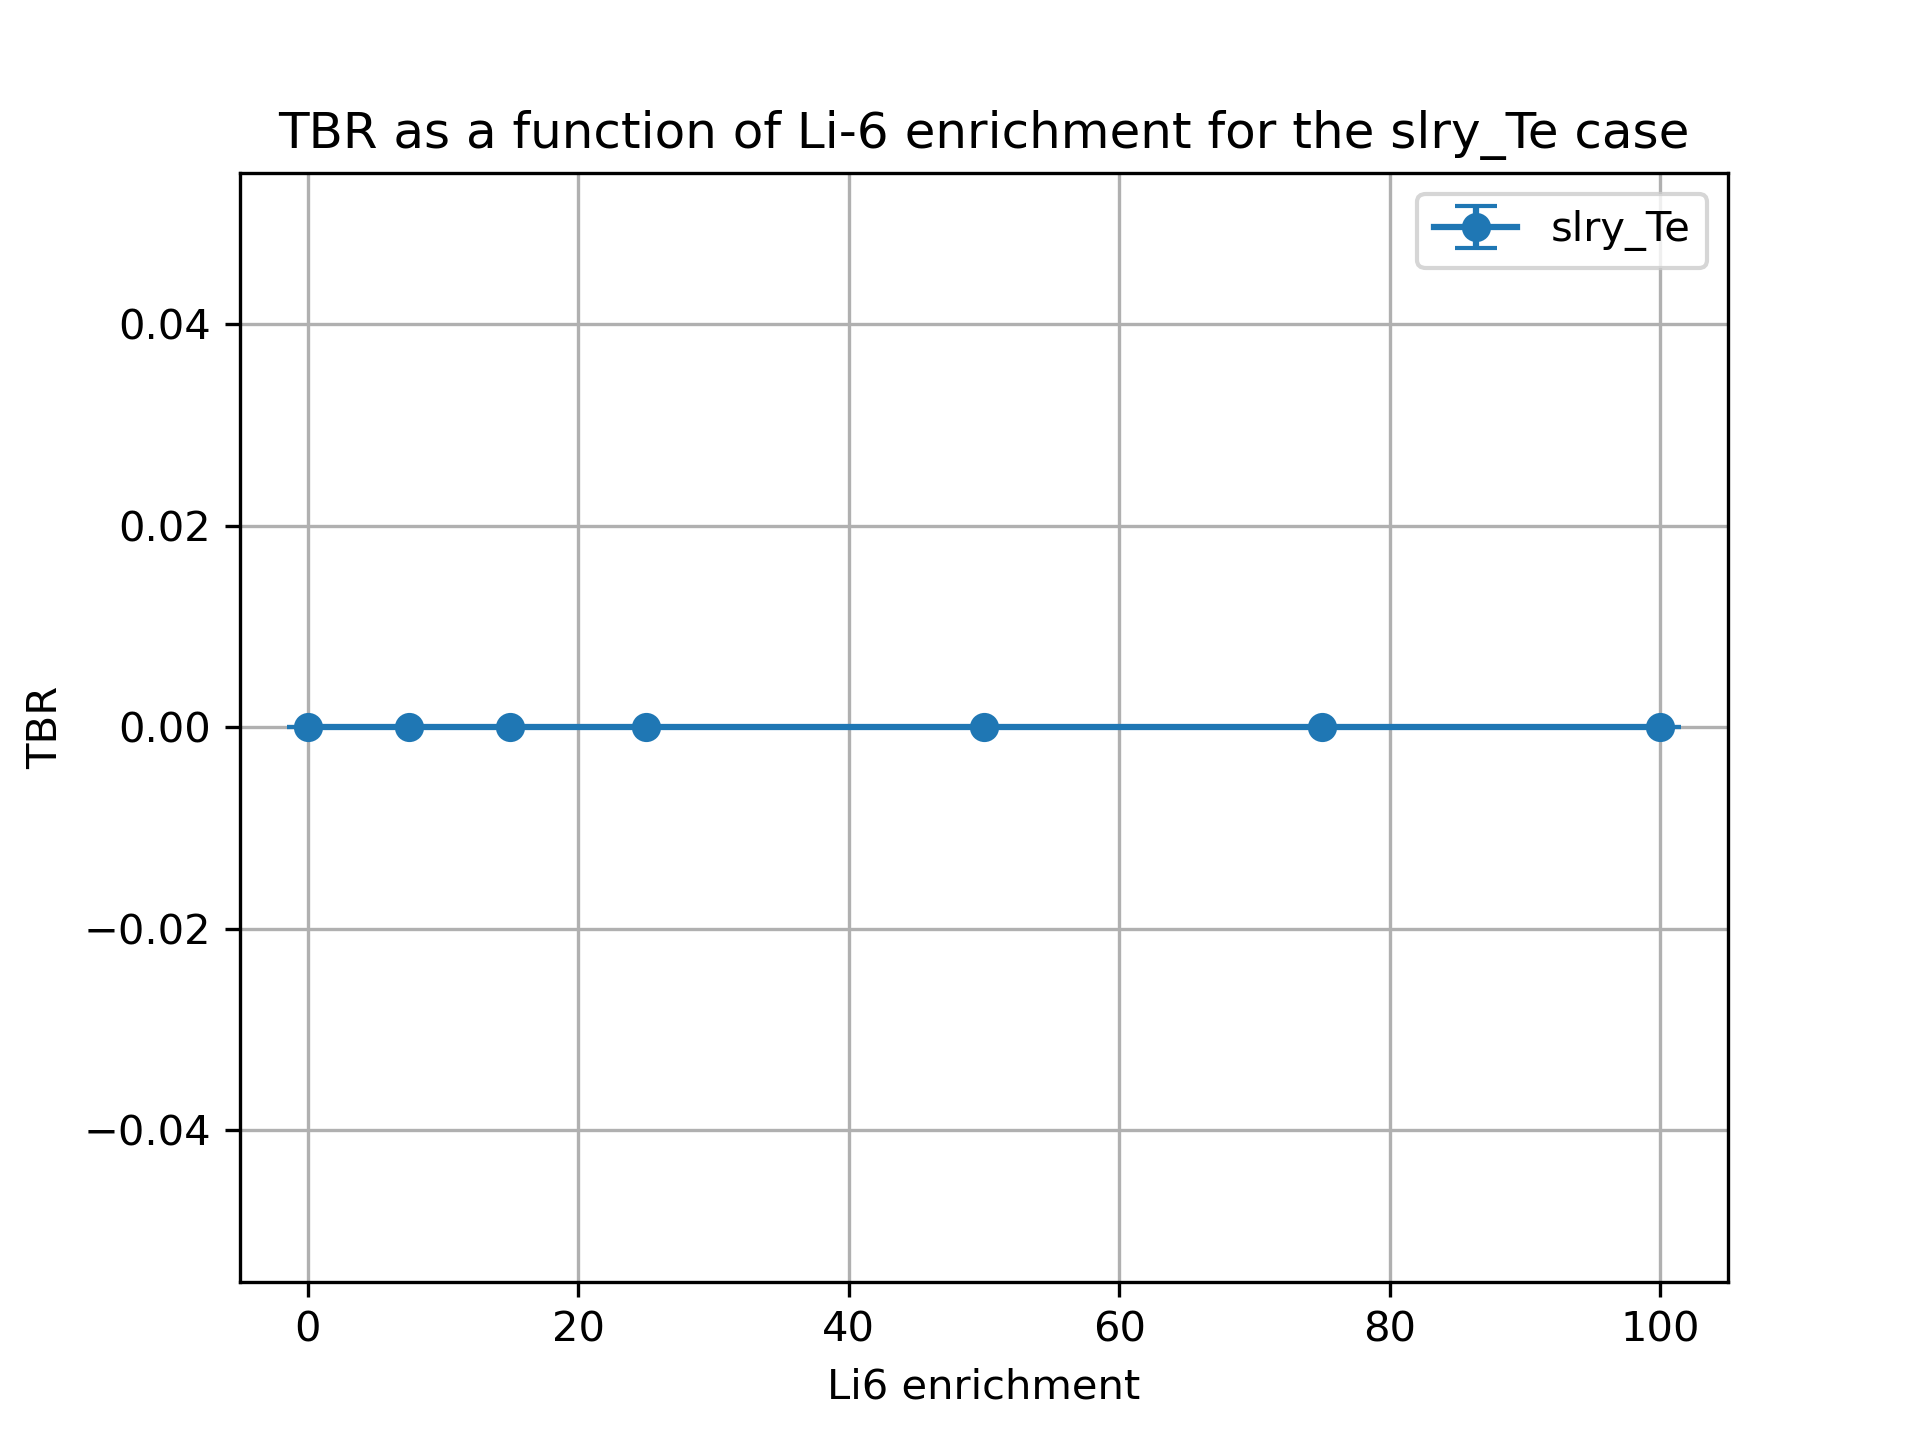 TBR as a function of Li-6 enrichment for the slry_Te case
slry_Te
0.04
0.02
0.00
−0.02
−0.04
TBR
0 20 40 60 80 100
Li6 enrichment